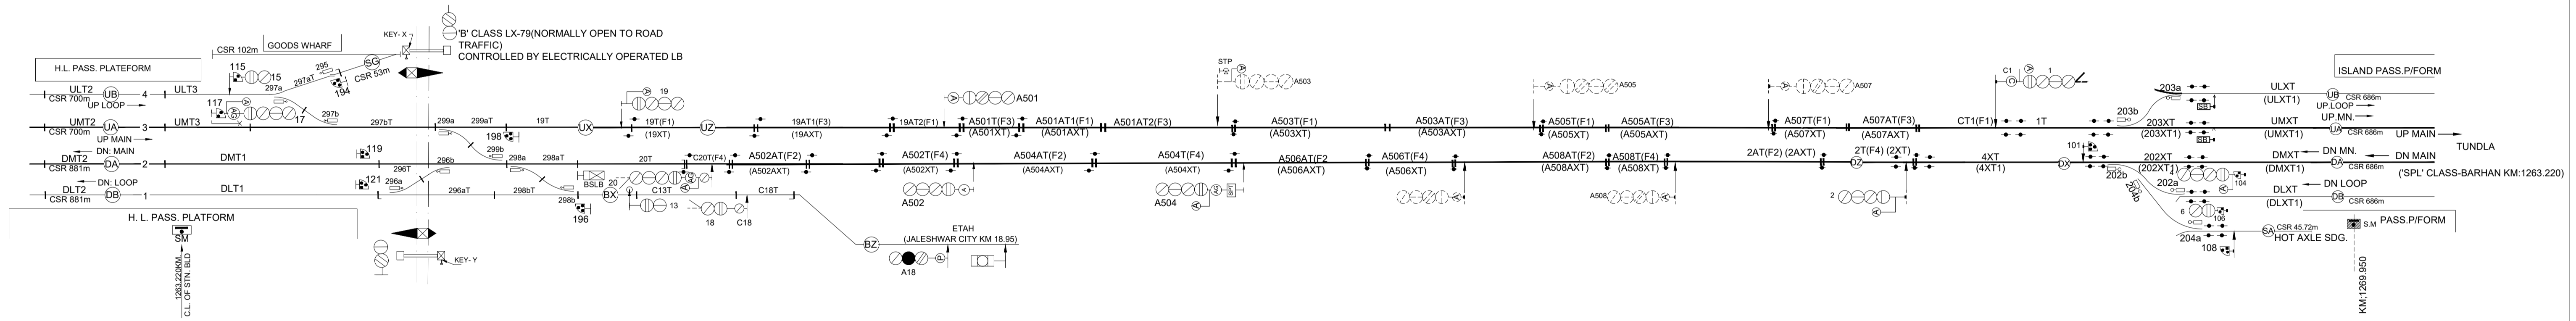 'B' CLASS LX-79(NORMALLY OPEN TO ROAD
TRAFFIC)
CONTROLLED BY ELECTRICALLY OPERATED LB
KEY- X
GOODS WHARF
CSR 102m
H.L. PASS. PLATEFORM
115
15
295
297aT
297a
194
SG
CSR 53m
ULT2
CSR 700m
UB
4
ULT3
UP LOOP
117
A
17
297b
UMT2
CSR 700m
UA
3
UMT3
UP MAIN
297bT
299a
299aT
19T
198
UX
19
A
19T(F1)
(19XT)
UZ
19AT1(F3)
(19AXT)
19AT2(F1)
A
A501
A501T(F3)
(A501XT)
A501AT1(F1)
(A501AXT)
A501AT2(F3)
STP
A
A503
A503T(F1)
(A503XT)
A503AT(F3)
(A503AXT)
A
A505
A505T(F1)
(A505XT)
A505AT(F3)
(A505AXT)
A
A507
A507T(F1)
(A507XT)
A507AT(F3)
(A507AXT)
C1
C
A
1
CT1(F1)
1T
203b
203a
SB
ISLAND PASS.P/FORM
ULXT
(ULXT1)
UB
CSR 686m
UP.LOOP
UP.MN.
203XT
(203XT1)
SB
UMXT
(UMXT1)
UA
CSR 686m
UP MAIN
TUNDLA
DN: MAIN
DMT2
CSR 881m
DA
2
DMT1
119
296T
296b
299b
298a
298aT
20T
C20T(F4)
A502AT(F2)
(A502AXT)
A502T(F4)
(A502XT)
A504AT(F2)
(A504AXT)
A504T(F4)
(A504XT)
A506AT(F2
(A506AXT)
A506T(F4)
(A506XT)
A508AT(F2)
(A508AXT)
A508T(F4)
(A508XT)
2AT(F2) (2AXT)
DZ
2T(F4) (2XT)
4XT
(4XT1)
101
DX
202XT
(202XT1)
DMXT
(DMXT1)
DN MN.
DA
CSR 686m
DN MAIN
('SPL' CLASS-BARHAN KM:1263.220)
DN: LOOP
DLT2
CSR 881m
DB
1
DLT1
121
296a
296aT
298bT
298b
196
BSLB
20
BX
C13T
13
AG
A
C18T
18
C18
A502
A
A504
AG
SPT
A
A
A508
A
2
A
202b
202a
204b
A
104
DLXT
(DLXT1)
DN LOOP
DB
CSR 686m
6
106
204a
108
SA
CSR 45.72m
HOT AXLE SDG.
PASS.P/FORM
S.M
KM;1269.950
H. L. PASS. PLATFORM
SM
1263.220KM.
C.L. OF STN. BLD
KEY- Y
BZ
ETAH
(JALESHWAR CITY KM 18.95)
P
A18